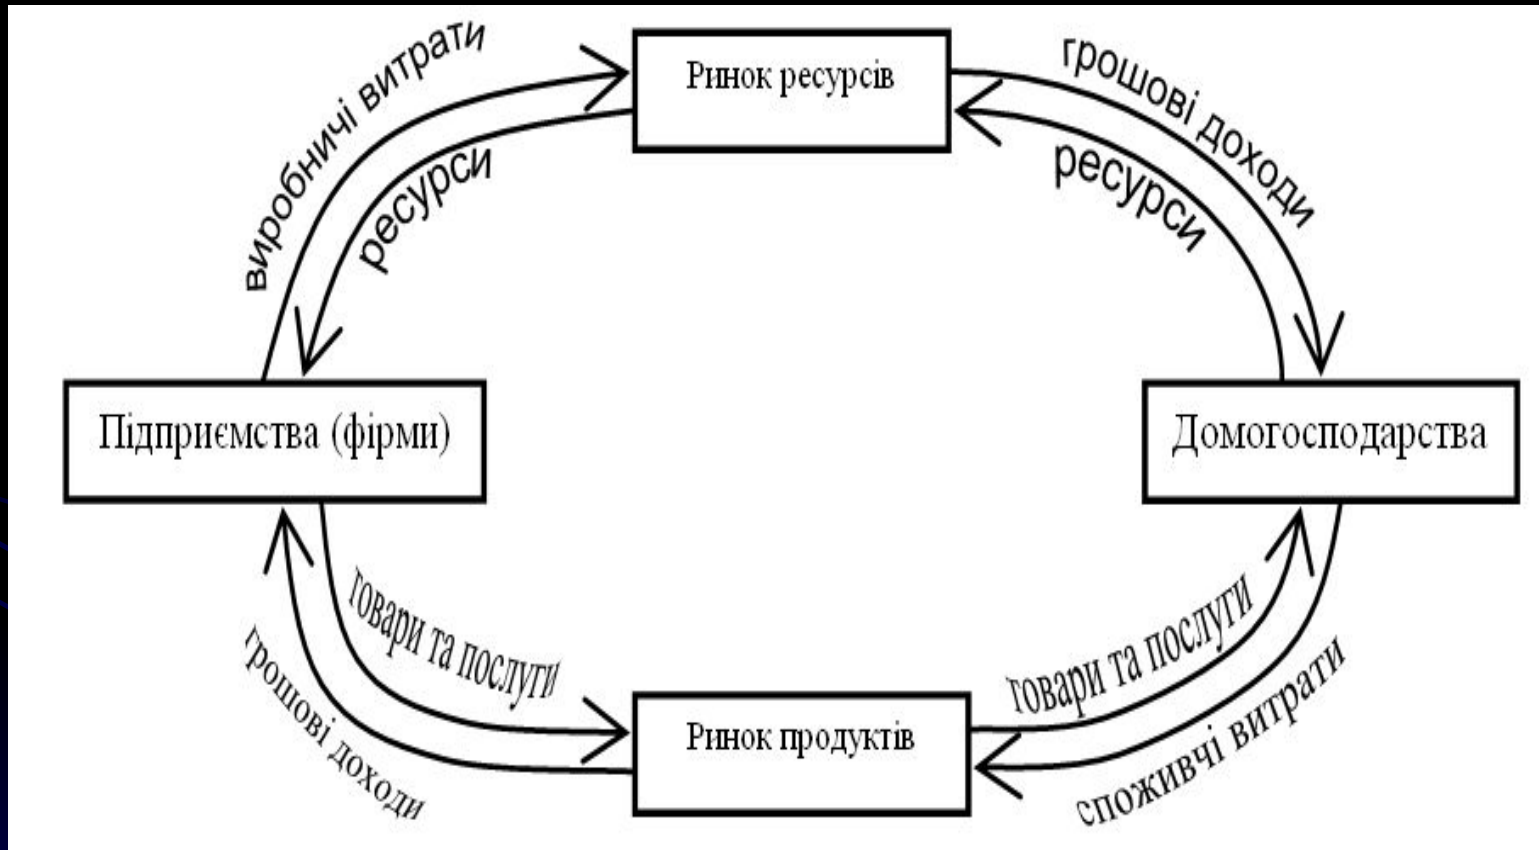 Ринок ресурсів
виробничі витрати
ресурси
грошові доходи
ресурси
Підприємства (фірми)
Домогосподарства
товари та послуги
грошові доходи
товари та послуги
споживчі витрати
Ринок продуктів